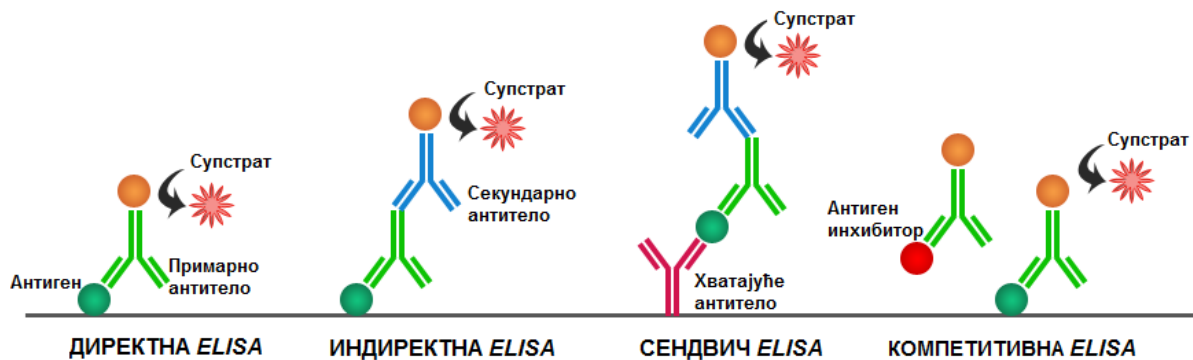 Супстрат
Антиген
Примарно
антитело
ДИРЕКТНА ELISA
Супстрат
Секундарно
антитело
ИНДИРЕКТНА ELISA
Супстрат
Хватајуће
антитело
СЕНДВИЧ ELISA
Супстрат
Антиген
инхибитор
КОМПЕТИТИВНА ELISA